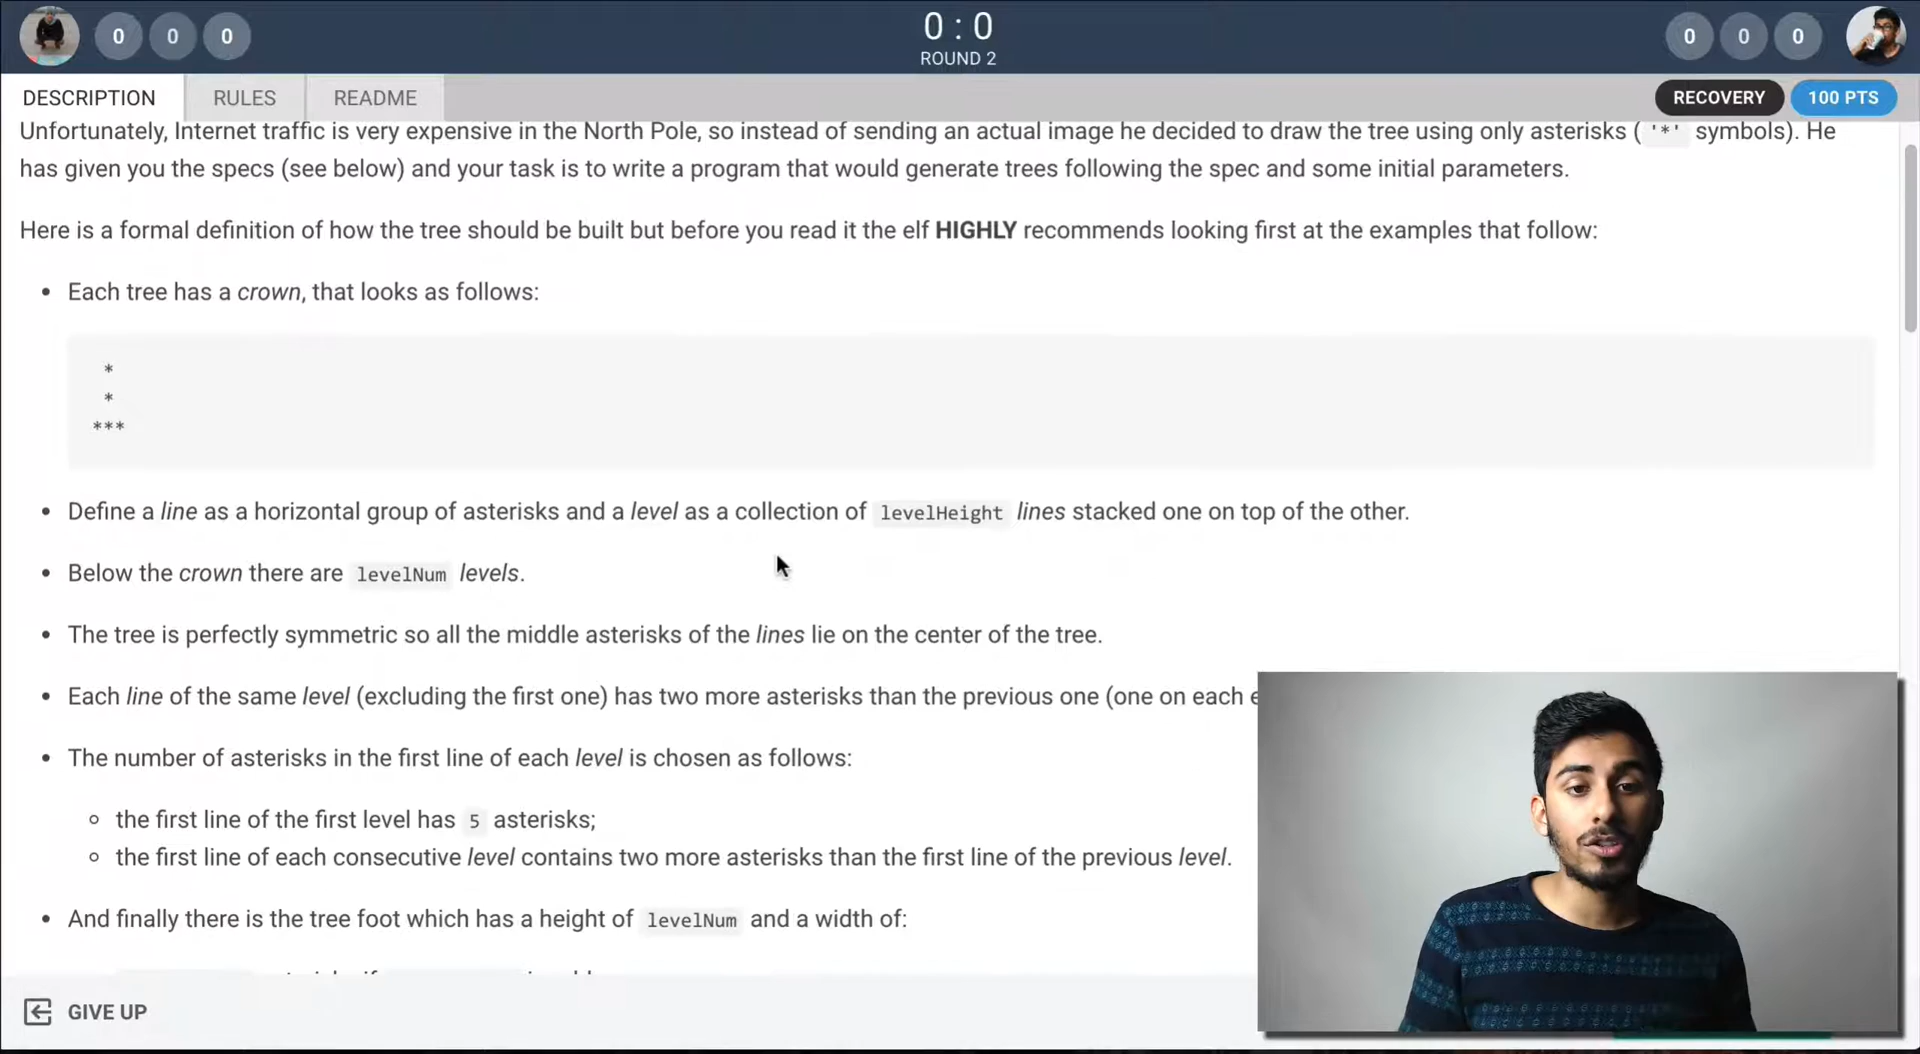 0 0 0
0 : 0
ROUND 2
0 0 0
DESCRIPTION RULES README
RECOVERY 100 PTS
Unfortunately, Internet traffic is very expensive in the North Pole, so instead of sending an actual image he decided to draw the tree using only asterisks ( '*' symbols). He
has given you the specs (see below) and your task is to write a program that would generate trees following the spec and some initial parameters.
Here is a formal definition of how the tree should be built but before you read it the elf HIGHLY recommends looking first at the examples that follow:
• Each tree has a crown, that looks as follows:
*
*
***
• Define a line as a horizontal group of asterisks and a level as a collection of levelHeight lines stacked one on top of the other.
• Below the crown there are levelNum levels.
• The tree is perfectly symmetric so all the middle asterisks of the lines lie on the center of the tree.
• Each line of the same level (excluding the first one) has two more asterisks than the previous one (one on each
• The number of asterisks in the first line of each level is chosen as follows:
◦ the first line of the first level has 5 asterisks;
◦ the first line of each consecutive level contains two more asterisks than the first line of the previous level.
• And finally there is the tree foot which has a height of levelNum and a width of:
GIVE UP